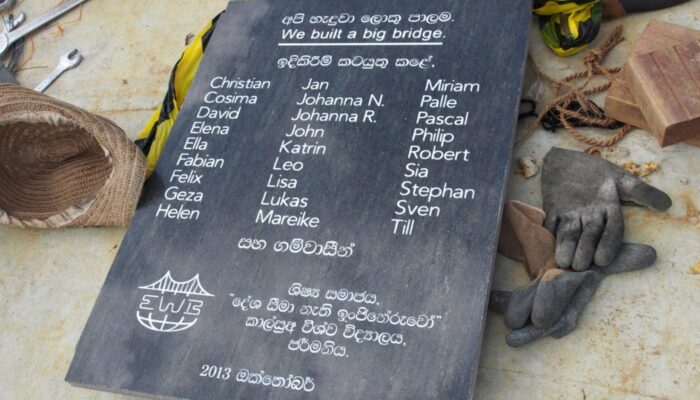 අපි හැදුවා ලොකු පාලම.
We built a big bridge.
ඉදිකිරීම් කටයුතු කළේ,
Christian
Cosima
David
Elena
Ella
Fabian
Felix
Geza
Helen
Jan
Johanna N.
Johanna R.
John
Katrin
Leo
Lisa
Lukas
Mareike
Miriam
Palle
Pascal
Philip
Robert
Sia
Stephan
Sven
Till
සහ ගම්වාසීන්
EWB
ශිෂ්‍ය සමාජය,
"දේශ සීමා නැති ඉංජිනේරුවෝ"
කාල්සුඅ විශ්ව විද්‍යාලය,
ජර්මනිය.
2013 ඔක්තෝබර්